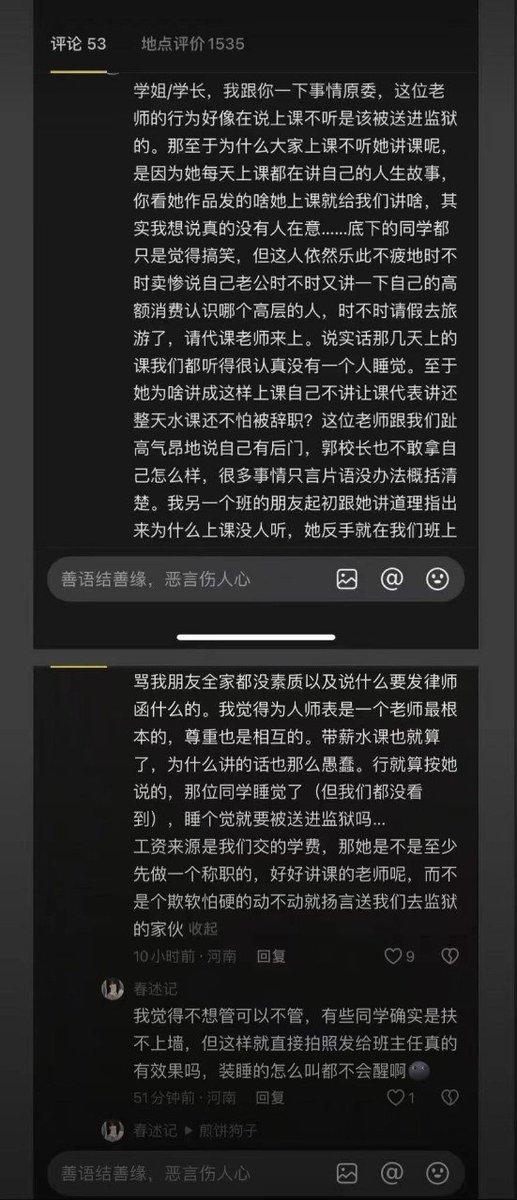 评论 53 地点评价1535
学姐/学长，我跟你一下事情原委，这位老
师的行为好像在说上课不听是该被送进监狱
的。那至于为什么大家上课不听她讲课呢，
是因为她每天上课都在讲自己的人生故事，
你看她作品发的啥她上课就给我们讲啥，其
实我想说真的没有人在意......底下的同学都
只是觉得搞笑，但这人依然乐此不疲地时不
时卖惨说自己老公时不时又讲一下自己的高
额消费认识哪个高层的人，时不时请假去旅
游了，请代课老师来上。说实话那几天上的
课我们都听得很认真没有一个人睡觉。至于
她为啥讲成这样上课自己不讲让课代表讲还
整天水课还不怕被辞职？这位老师跟我们趾
高气昂地说自己有后门，郭校长也不敢拿自
己怎么样，很多事情只言片语没办法概括清
楚。我另一个班的朋友起初跟她讲道理指出
来为什么上课没人听，她反手就在我们班上
善语结善缘，恶言伤人心
骂我朋友全家都没素质以及说什么要发律师
函什么的。我觉得为人师表是一个老师最根
本的，尊重也是相互的。带薪水课也就算
了，为什么讲的话也那么愚蠢。行就算按她
说的，那位同学睡觉了（但我们都没看
到），睡个觉就要被送进监狱吗...
工资来源是我们交的学费，那她是不是至少
先做一个称职的，好好讲课的老师呢，而不
是个欺软怕硬的动不动就扬言送我们去监狱
的家伙 收起
10小时前 · 河南 回复 9
春述记
我觉得不想管可以不管，有些同学确实是扶
不上墙，但这样就直接拍照发给班主任真的
有效果吗，装睡的怎么叫都不会醒啊
51分钟前 · 河南 回复 1
春述记 ▶ 煎饼狗子
善语结善缘，恶言伤人心